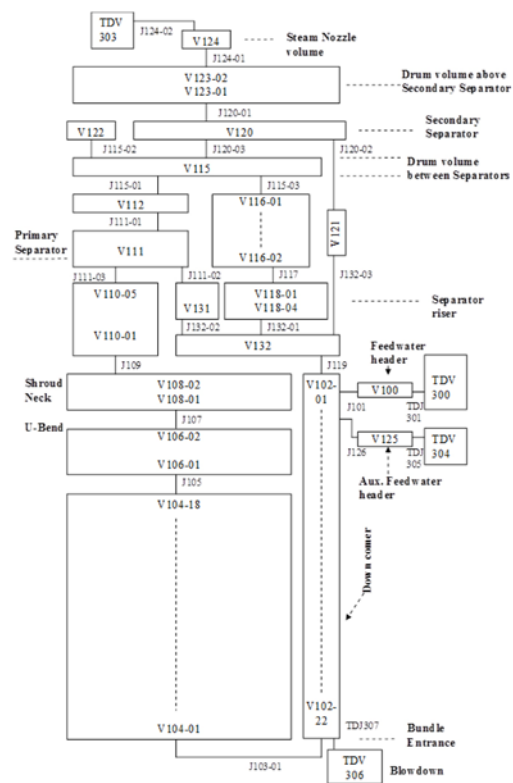 TDV
303
J124-02
V124
Steam Nozzle
volume
J124-01
V123-02
V123-01
Drum volume above
Secondary Separator
J120-01
V122
V120
Secondary
Separator
J115-02
J120-03
J120-02
V115
Drum volume
between Separators
J115-01
J115-03
V112
V116-01
J111-01
V121
Primary
Separator
V111
V116-02
J111-03
J111-02
J117
J132-03
V110-05
V131
V118-01
V118-04
Separator
riser
V110-01
J132-02
J132-01
V132
J109
J119
Feedwater
header
Shroud
Neck
V108-02
V108-01
V102-
01
V100
TDV
300
J101
TDJ
301
J107
U-Bend
V106-02
V125
TDV
304
J126
TDJ
305
V106-01
Aux. Feedwater
header
J105
V104-18
Down comer
V104-01
V102-
22
TDJ307
Bundle
Entrance
J103-01
TDV
306
Blowdown